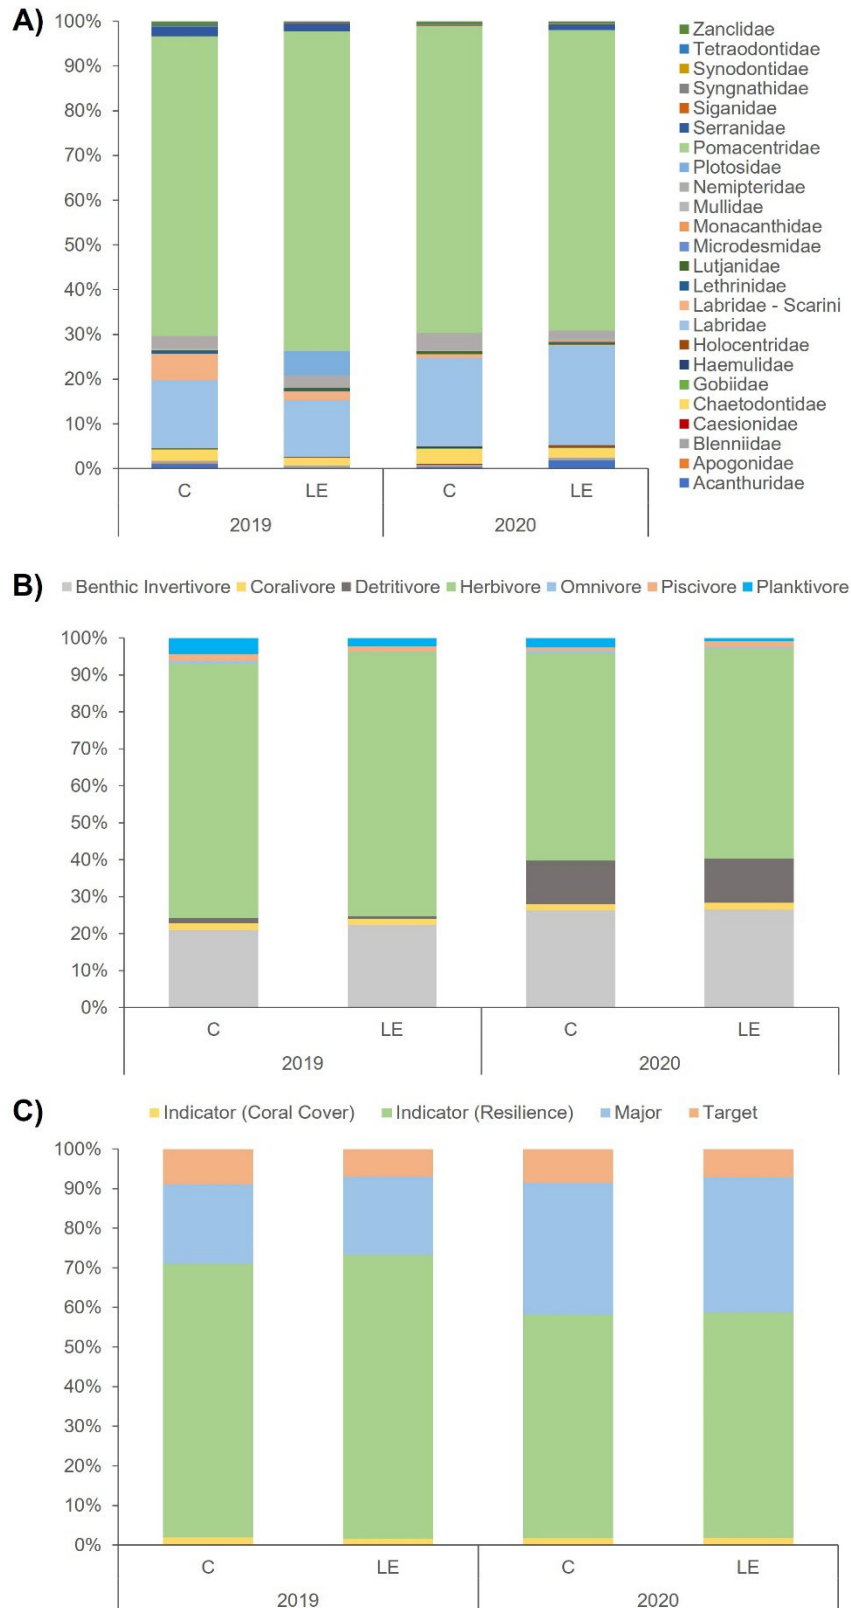 A)
100%
90%
80%
70%
60%
50%
40%
30%
20%
10%
0%
C LE C LE
2019 2020
Zanclidae
Tetraodontidae
Synodontidae
Syngnathidae
Siganidae
Serranidae
Pomacentridae
Plotosidae
Nemipteridae
Mullidae
Monacanthidae
Microdesmidae
Lutjanidae
Lethrinidae
Labridae - Scarini
Labridae
Holocentridae
Haemulidae
Gobiidae
Chaetodontidae
Caesionidae
Blenniidae
Apogonidae
Acanthuridae
B)
Benthic Invertivore Coralivore Detritivore Herbivore Omnivore Piscivore Planktivore
100%
90%
80%
70%
60%
50%
40%
30%
20%
10%
0%
C LE C LE
2019 2020
C)
Indicator (Coral Cover) Indicator (Resilience) Major Target
100%
90%
80%
70%
60%
50%
40%
30%
20%
10%
0%
C LE C LE
2019 2020